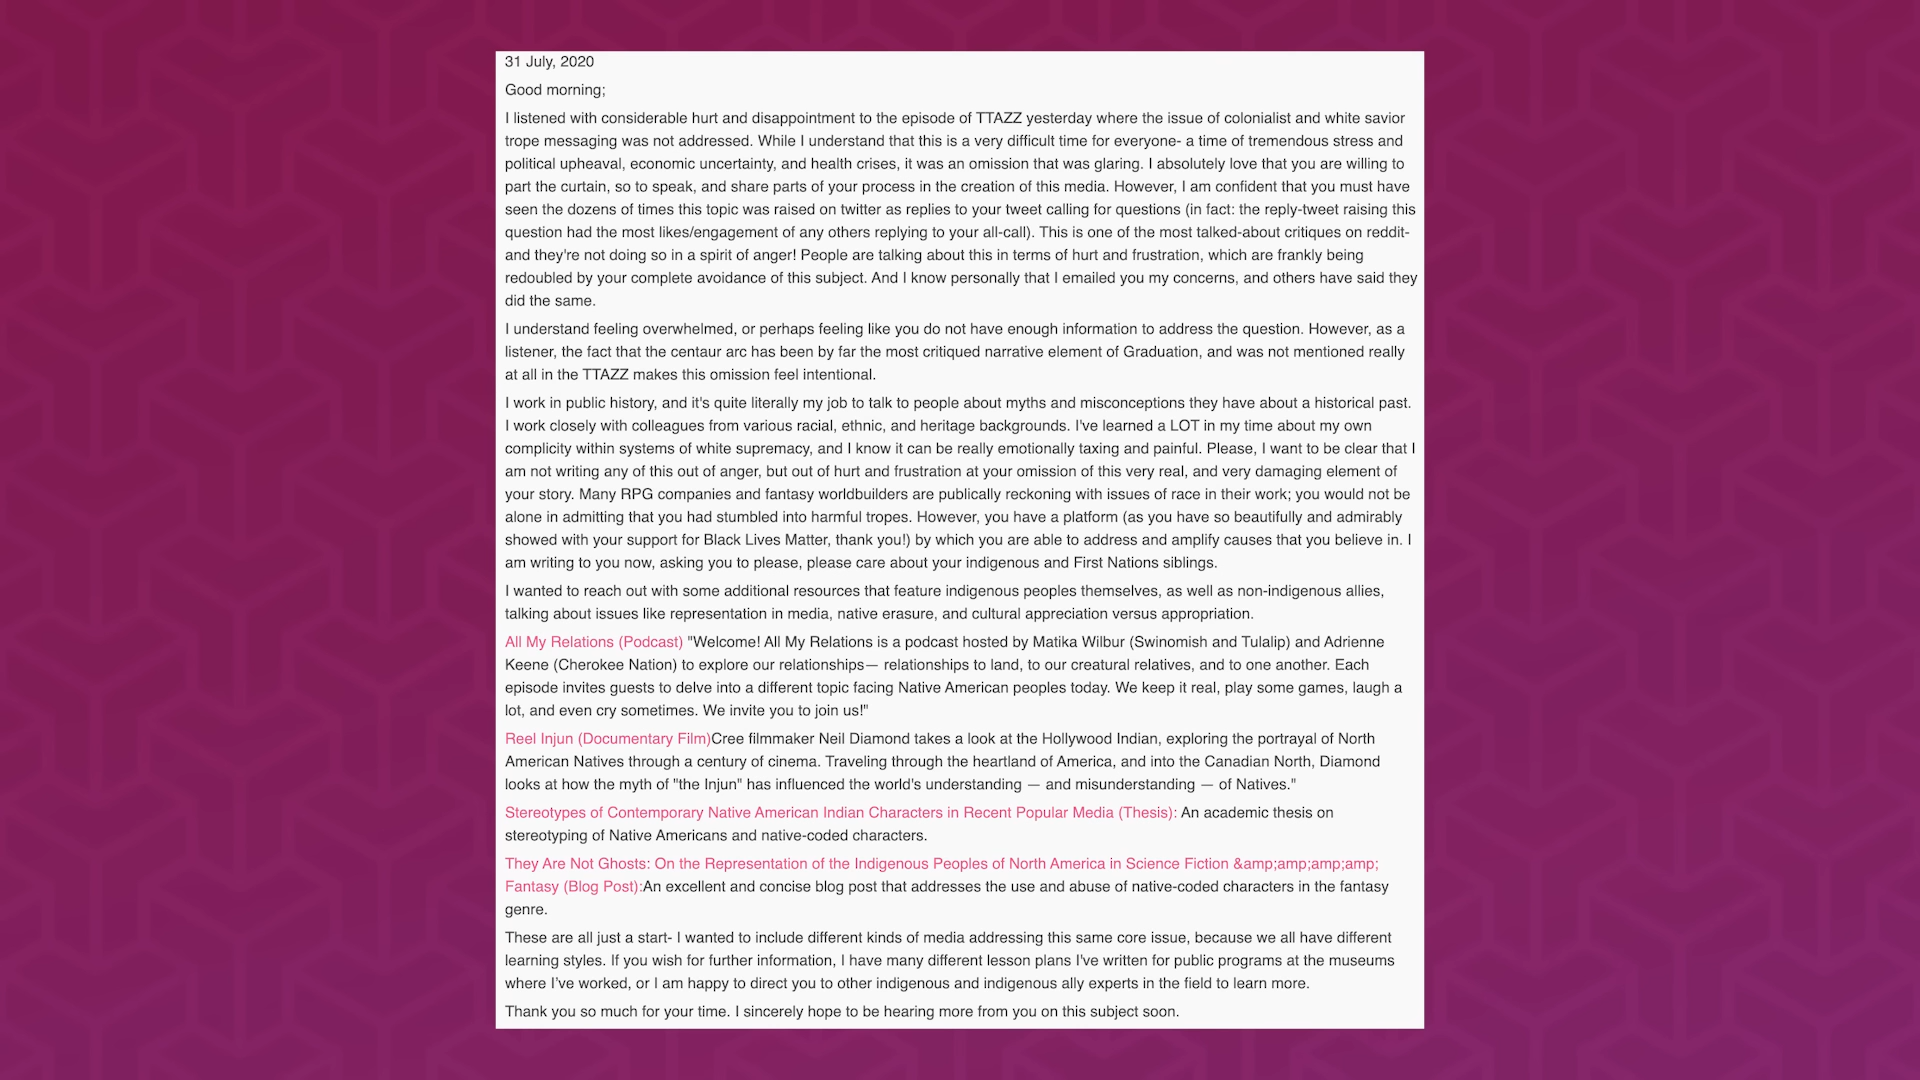 31 July, 2020
Good morning;
I listened with considerable hurt and disappointment to the episode of TTAZZ yesterday where the issue of colonialist and white savior
trope messaging was not addressed. While I understand that this is a very difficult time for everyone- a time of tremendous stress and
political upheaval, economic uncertainty, and health crises, it was an omission that was glaring. I absolutely love that you are willing to
part the curtain, so to speak, and share parts of your process in the creation of this media. However, I am confident that you must have
seen the dozens of times this topic was raised on twitter as replies to your tweet calling for questions (in fact: the reply-tweet raising this
question had the most likes/engagement of any others replying to your all-call). This is one of the most talked-about critiques on reddit-
and they're not doing so in a spirit of anger! People are talking about this in terms of hurt and frustration, which are frankly being
redoubled by your complete avoidance of this subject. And I know personally that I emailed you my concerns, and others have said they
did the same.
I understand feeling overwhelmed, or perhaps feeling like you do not have enough information to address the question. However, as a
listener, the fact that the centaur arc has been by far the most critiqued narrative element of Graduation, and was not mentioned really
at all in the TTAZZ makes this omission feel intentional.
I work in public history, and it's quite literally my job to talk to people about myths and misconceptions they have about a historical past.
I work closely with colleagues from various racial, ethnic, and heritage backgrounds. I've learned a LOT in my time about my own
complicity within systems of white supremacy, and I know it can be really emotionally taxing and painful. Please, I want to be clear that I
am not writing any of this out of anger, but out of hurt and frustration at your omission of this very real, and very damaging element of
your story. Many RPG companies and fantasy worldbuilders are publically reckoning with issues of race in their work; you would not be
alone in admitting that you had stumbled into harmful tropes. However, you have a platform (as you have so beautifully and admirably
showed with your support for Black Lives Matter, thank you!) by which you are able to address and amplify causes that you believe in. I
am writing to you now, asking you to please, please care about your indigenous and First Nations siblings.
I wanted to reach out with some additional resources that feature indigenous peoples themselves, as well as non-indigenous allies,
talking about issues like representation in media, native erasure, and cultural appreciation versus appropriation.
All My Relations (Podcast) "Welcome! All My Relations is a podcast hosted by Matika Wilbur (Swinomish and Tulalip) and Adrienne
Keene (Cherokee Nation) to explore our relationships— relationships to land, to our creatural relatives, and to one another. Each
episode invites guests to delve into a different topic facing Native American peoples today. We keep it real, play some games, laugh a
lot, and even cry sometimes. We invite you to join us!"
Reel Injun (Documentary Film)Cree filmmaker Neil Diamond takes a look at the Hollywood Indian, exploring the portrayal of North
American Natives through a century of cinema. Traveling through the heartland of America, and into the Canadian North, Diamond
looks at how the myth of "the Injun" has influenced the world's understanding — and misunderstanding — of Natives."
Stereotypes of Contemporary Native American Indian Characters in Recent Popular Media (Thesis): An academic thesis on
stereotyping of Native Americans and native-coded characters.
They Are Not Ghosts: On the Representation of the Indigenous Peoples of North America in Science Fiction &amp;amp;amp;amp;
Fantasy (Blog Post):An excellent and concise blog post that addresses the use and abuse of native-coded characters in the fantasy
genre.
These are all just a start- I wanted to include different kinds of media addressing this same core issue, because we all have different
learning styles. If you wish for further information, I have many different lesson plans I've written for public programs at the museums
where I've worked, or I am happy to direct you to other indigenous and indigenous ally experts in the field to learn more.
Thank you so much for your time. I sincerely hope to be hearing more from you on this subject soon.